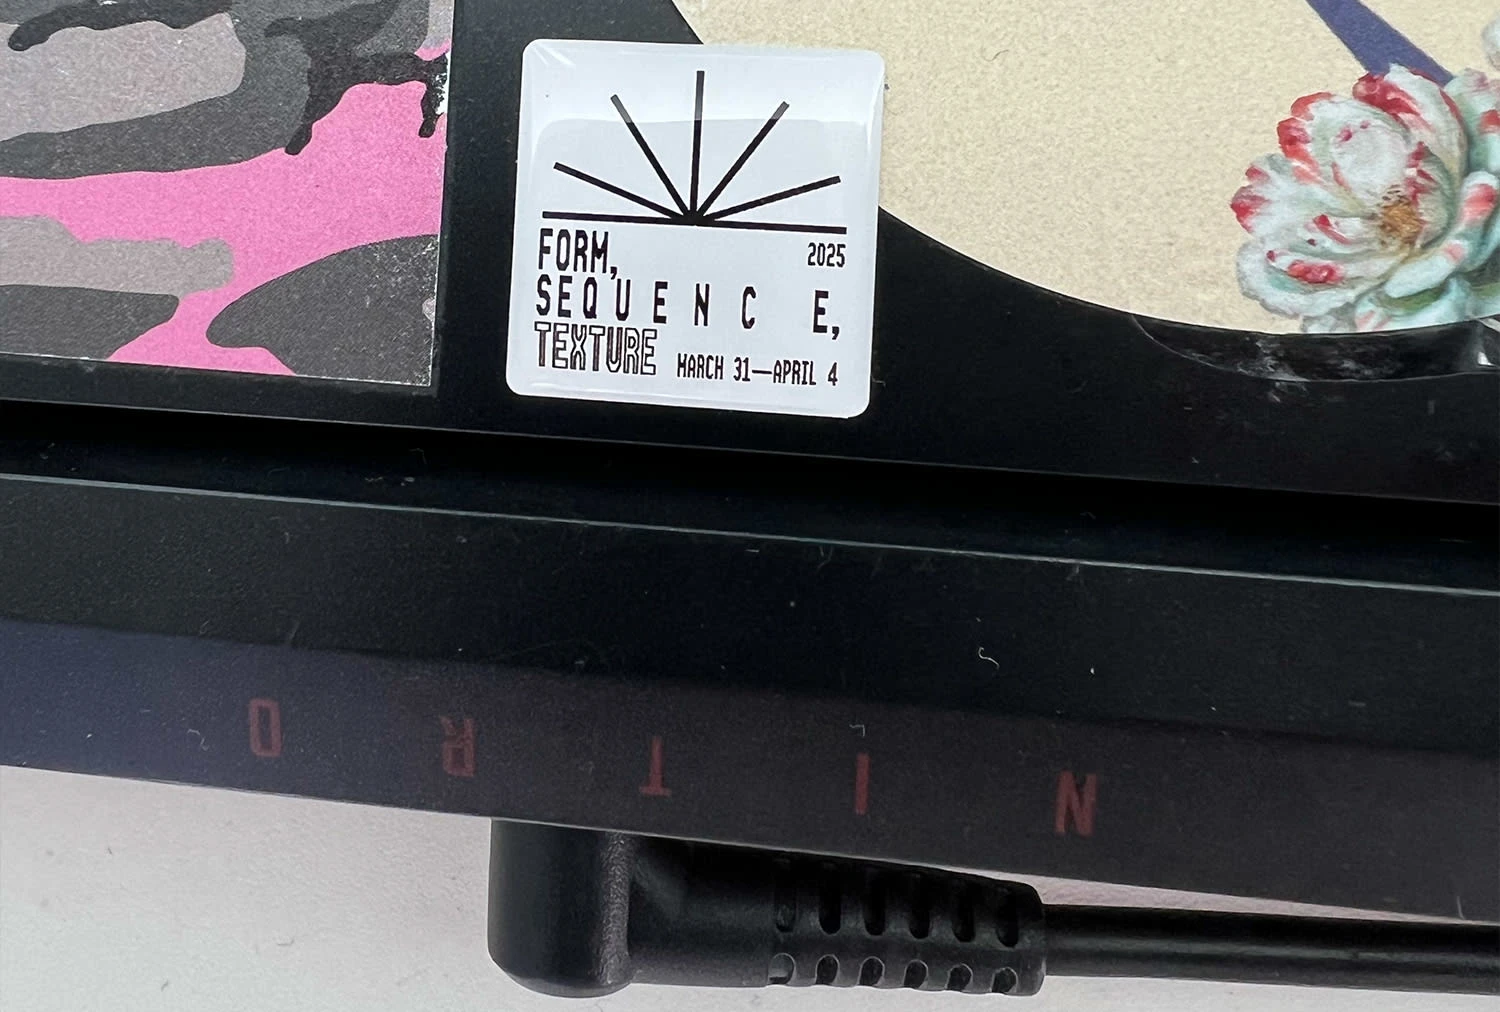 FORM,
2025
SEQUENCE,
TEXTURE
MARCH 31—APRIL 4
NITRO